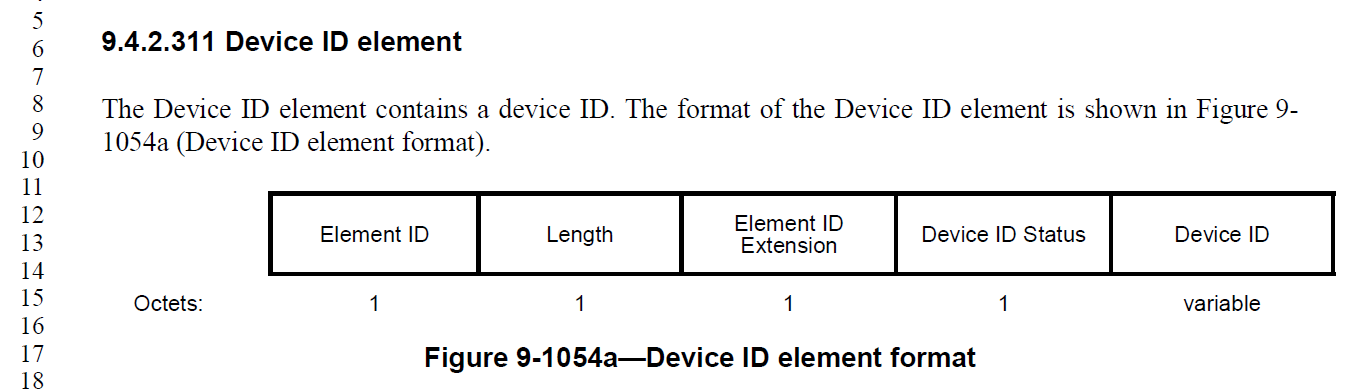 5
9.4.2.311 Device ID element
6
7
8 The Device ID element contains a device ID. The format of the Device ID element is shown in Figure 9-
9 1054a (Device ID element format).
10
11
12
13 Element ID Length Element ID Extension Device ID Status Device ID
14
15 Octets: 1 1 1 1 variable
16
17 Figure 9-1054a—Device ID element format
18